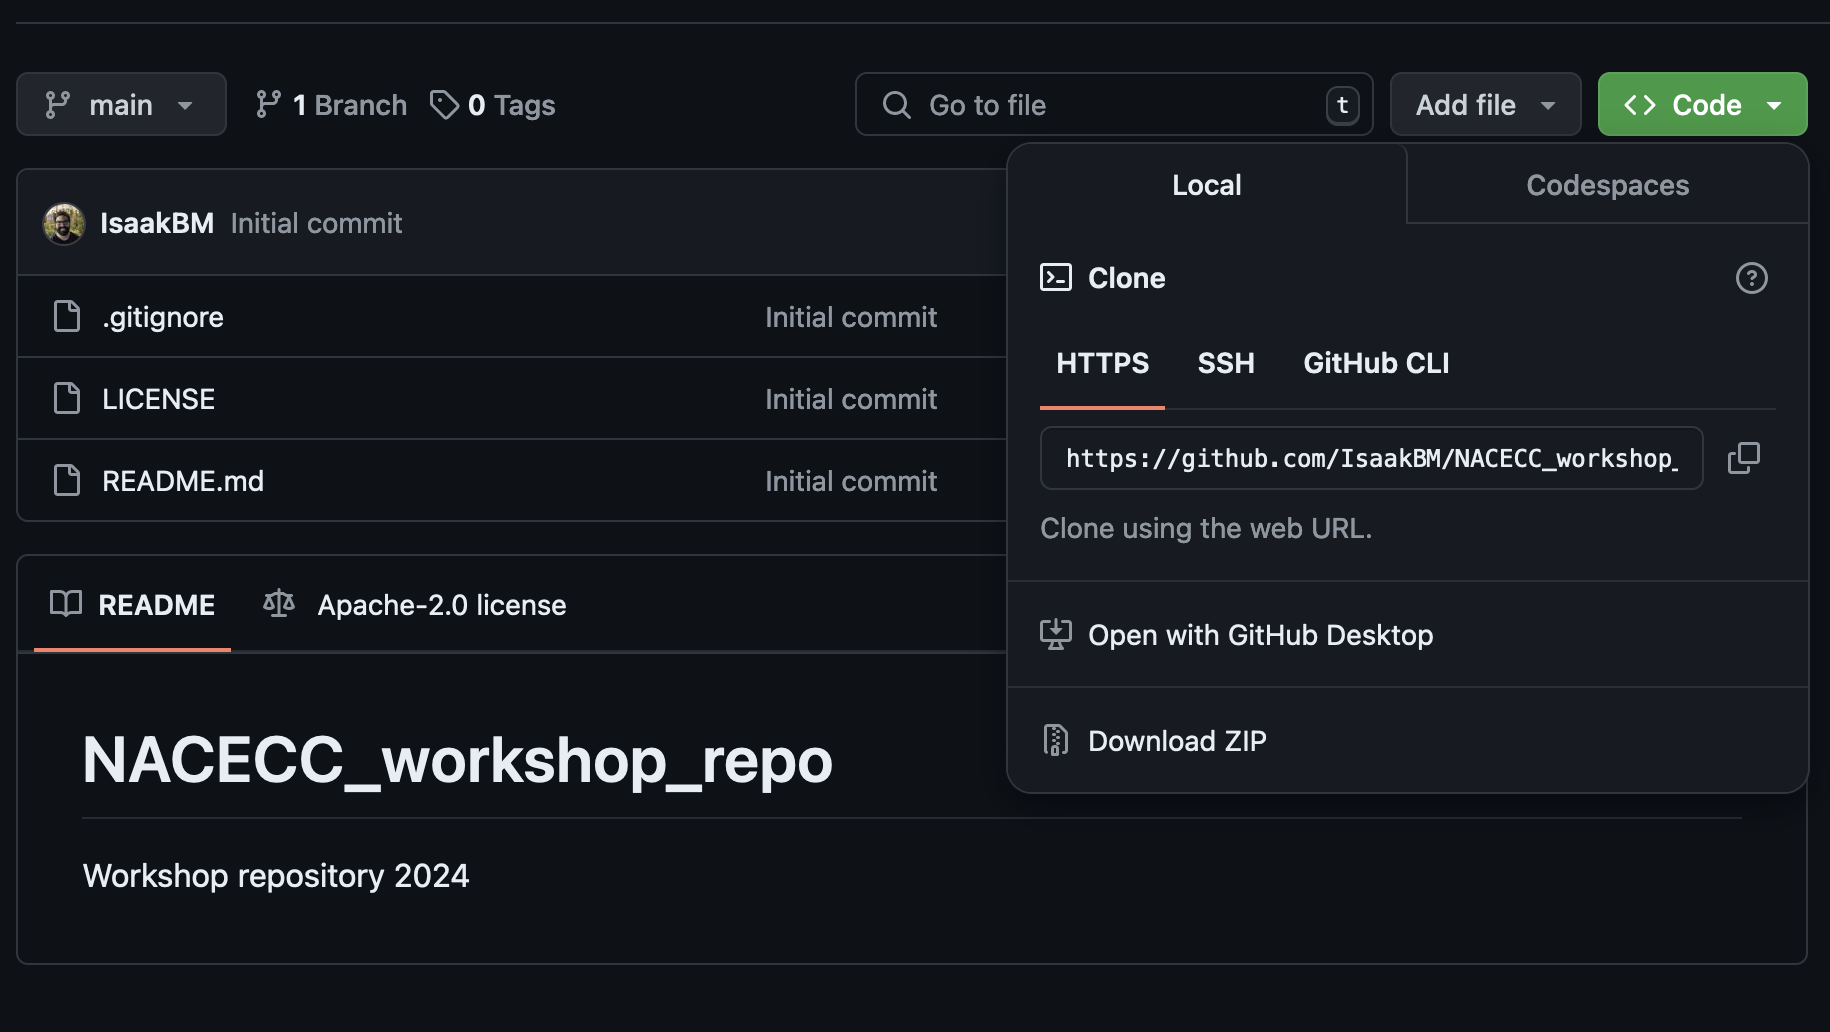 main 1 Branch 0 Tags Go to file t Add file Code
Local Codespaces
IsaakBM Initial commit
Clone
.gitignore Initial commit
HTTPS SSH GitHub CLI
LICENSE Initial commit
https://github.com/IsaakBM/NACECC_workshop_
README.md Initial commit
Clone using the web URL.
README Apache-2.0 license
Open with GitHub Desktop
Download ZIP
NACECC_workshop_repo
Workshop repository 2024